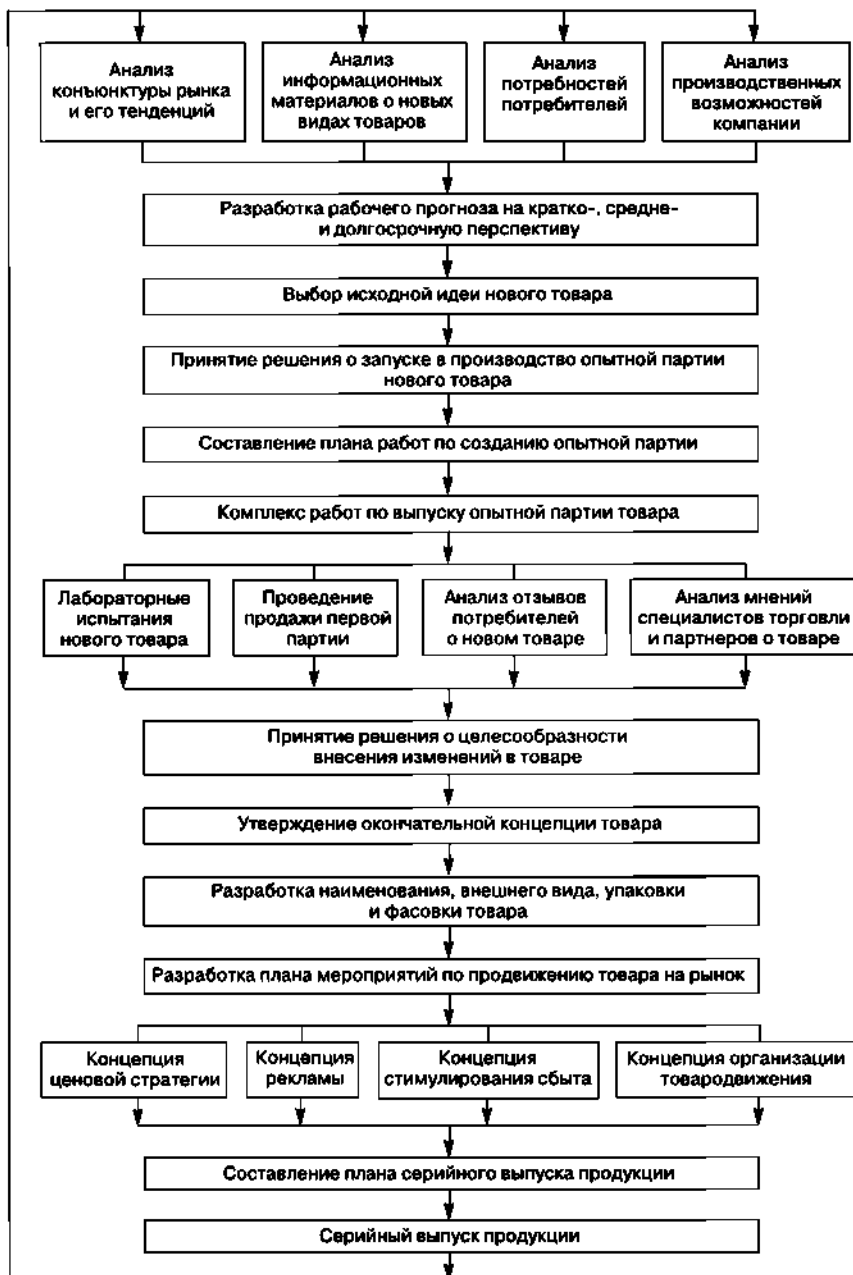 Анализ
конъюнктуры рынка
и его тенденций
Анализ
информационных
материалов о новых
видах товаров
Анализ
потребностей
потребителей
Анализ
производственных
возможностей
компании
Разработка рабочего прогноза на кратко-, средне-
и долгосрочную перспективу
Выбор исходной идеи нового товара
Принятие решения о запуске в производство опытной партии
нового товара
Составление плана работ по созданию опытной партии
Комплекс работ по выпуску опытной партии товара
Лабораторные
испытания
нового товара
Проведение
продажи первой
партии
Анализ отзывов
потребителей
о новом товаре
Анализ мнений
специалистов торговли
и партнеров о товаре
Принятие решения о целесообразности
внесения изменений в товаре
Утверждение окончательной концепции товара
Разработка наименования, внешнего вида, упаковки
и фасовки товара
Разработка плана мероприятий по продвижению товара на рынок
Концепция
ценовой стратегии
Концепция
рекламы
Концепция
стимулирования сбыта
Концепция организации
товародвижения
Составление плана серийного выпуска продукции
Серийный выпуск продукции